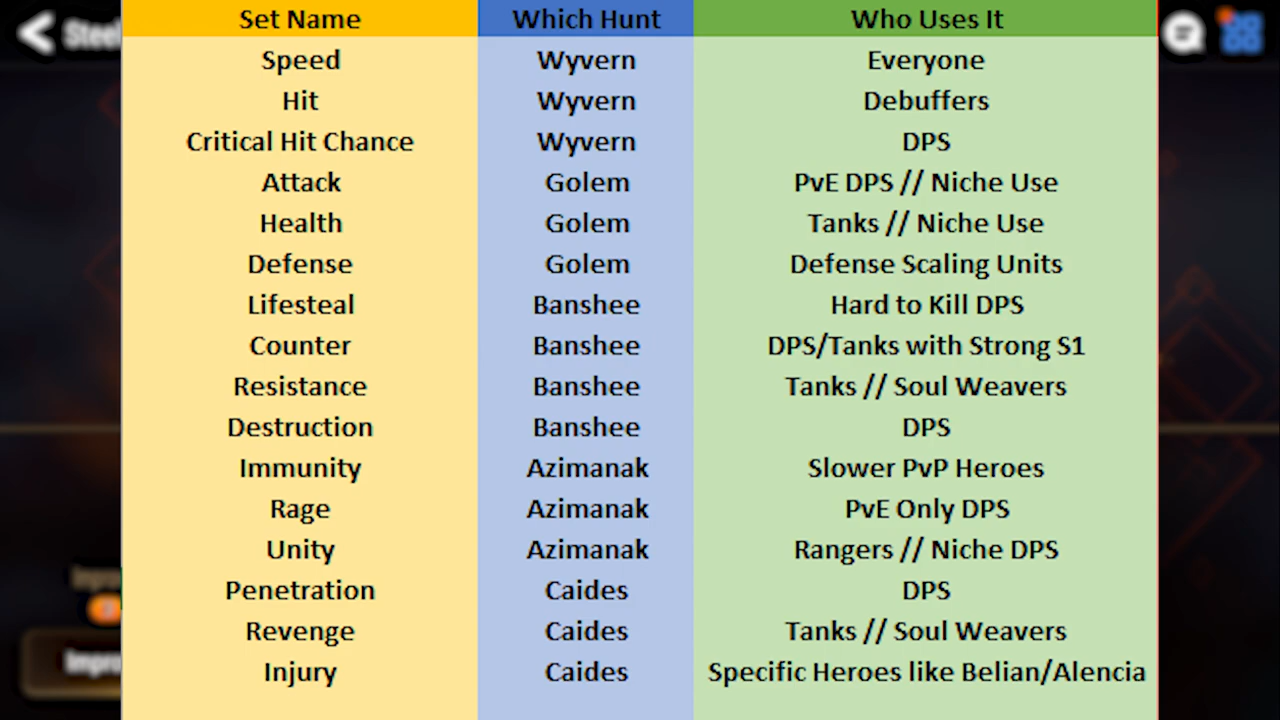 Set Name Which Hunt Who Uses It
Speed Wyvern Everyone
Hit Wyvern Debuffers
Critical Hit Chance Wyvern DPS
Attack Golem PvE DPS // Niche Use
Health Golem Tanks // Niche Use
Defense Golem Defense Scaling Units
Lifesteal Banshee Hard to Kill DPS
Counter Banshee DPS/Tanks with Strong S1
Resistance Banshee Tanks // Soul Weavers
Destruction Banshee DPS
Immunity Azimanak Slower PvP Heroes
Rage Azimanak PvE Only DPS
Unity Azimanak Rangers // Niche DPS
Penetration Caides DPS
Revenge Caides Tanks // Soul Weavers
Injury Caides Specific Heroes like Belian/Alencia